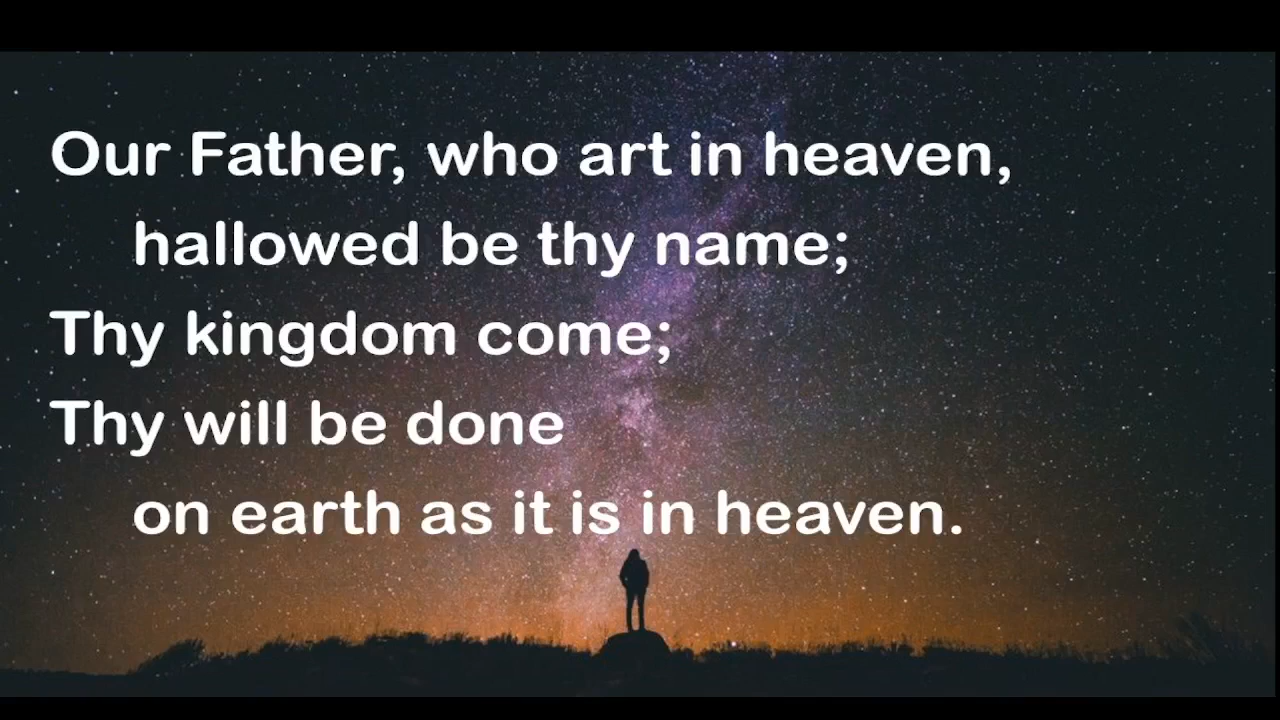 Our Father, who art in heaven,
hallowed be thy name;
Thy kingdom come;
Thy will be done
on earth as it is in heaven.